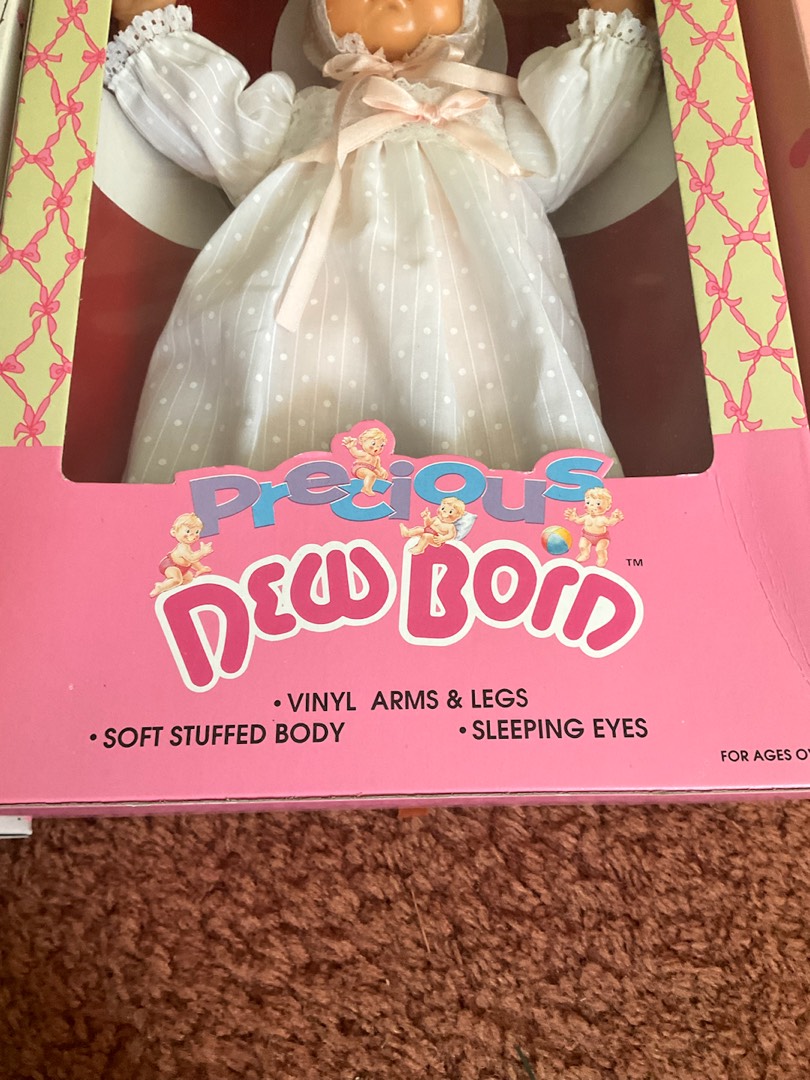 Precious
New Born ™
• VINYL ARMS & LEGS
• SOFT STUFFED BODY • SLEEPING EYES
FOR AGES